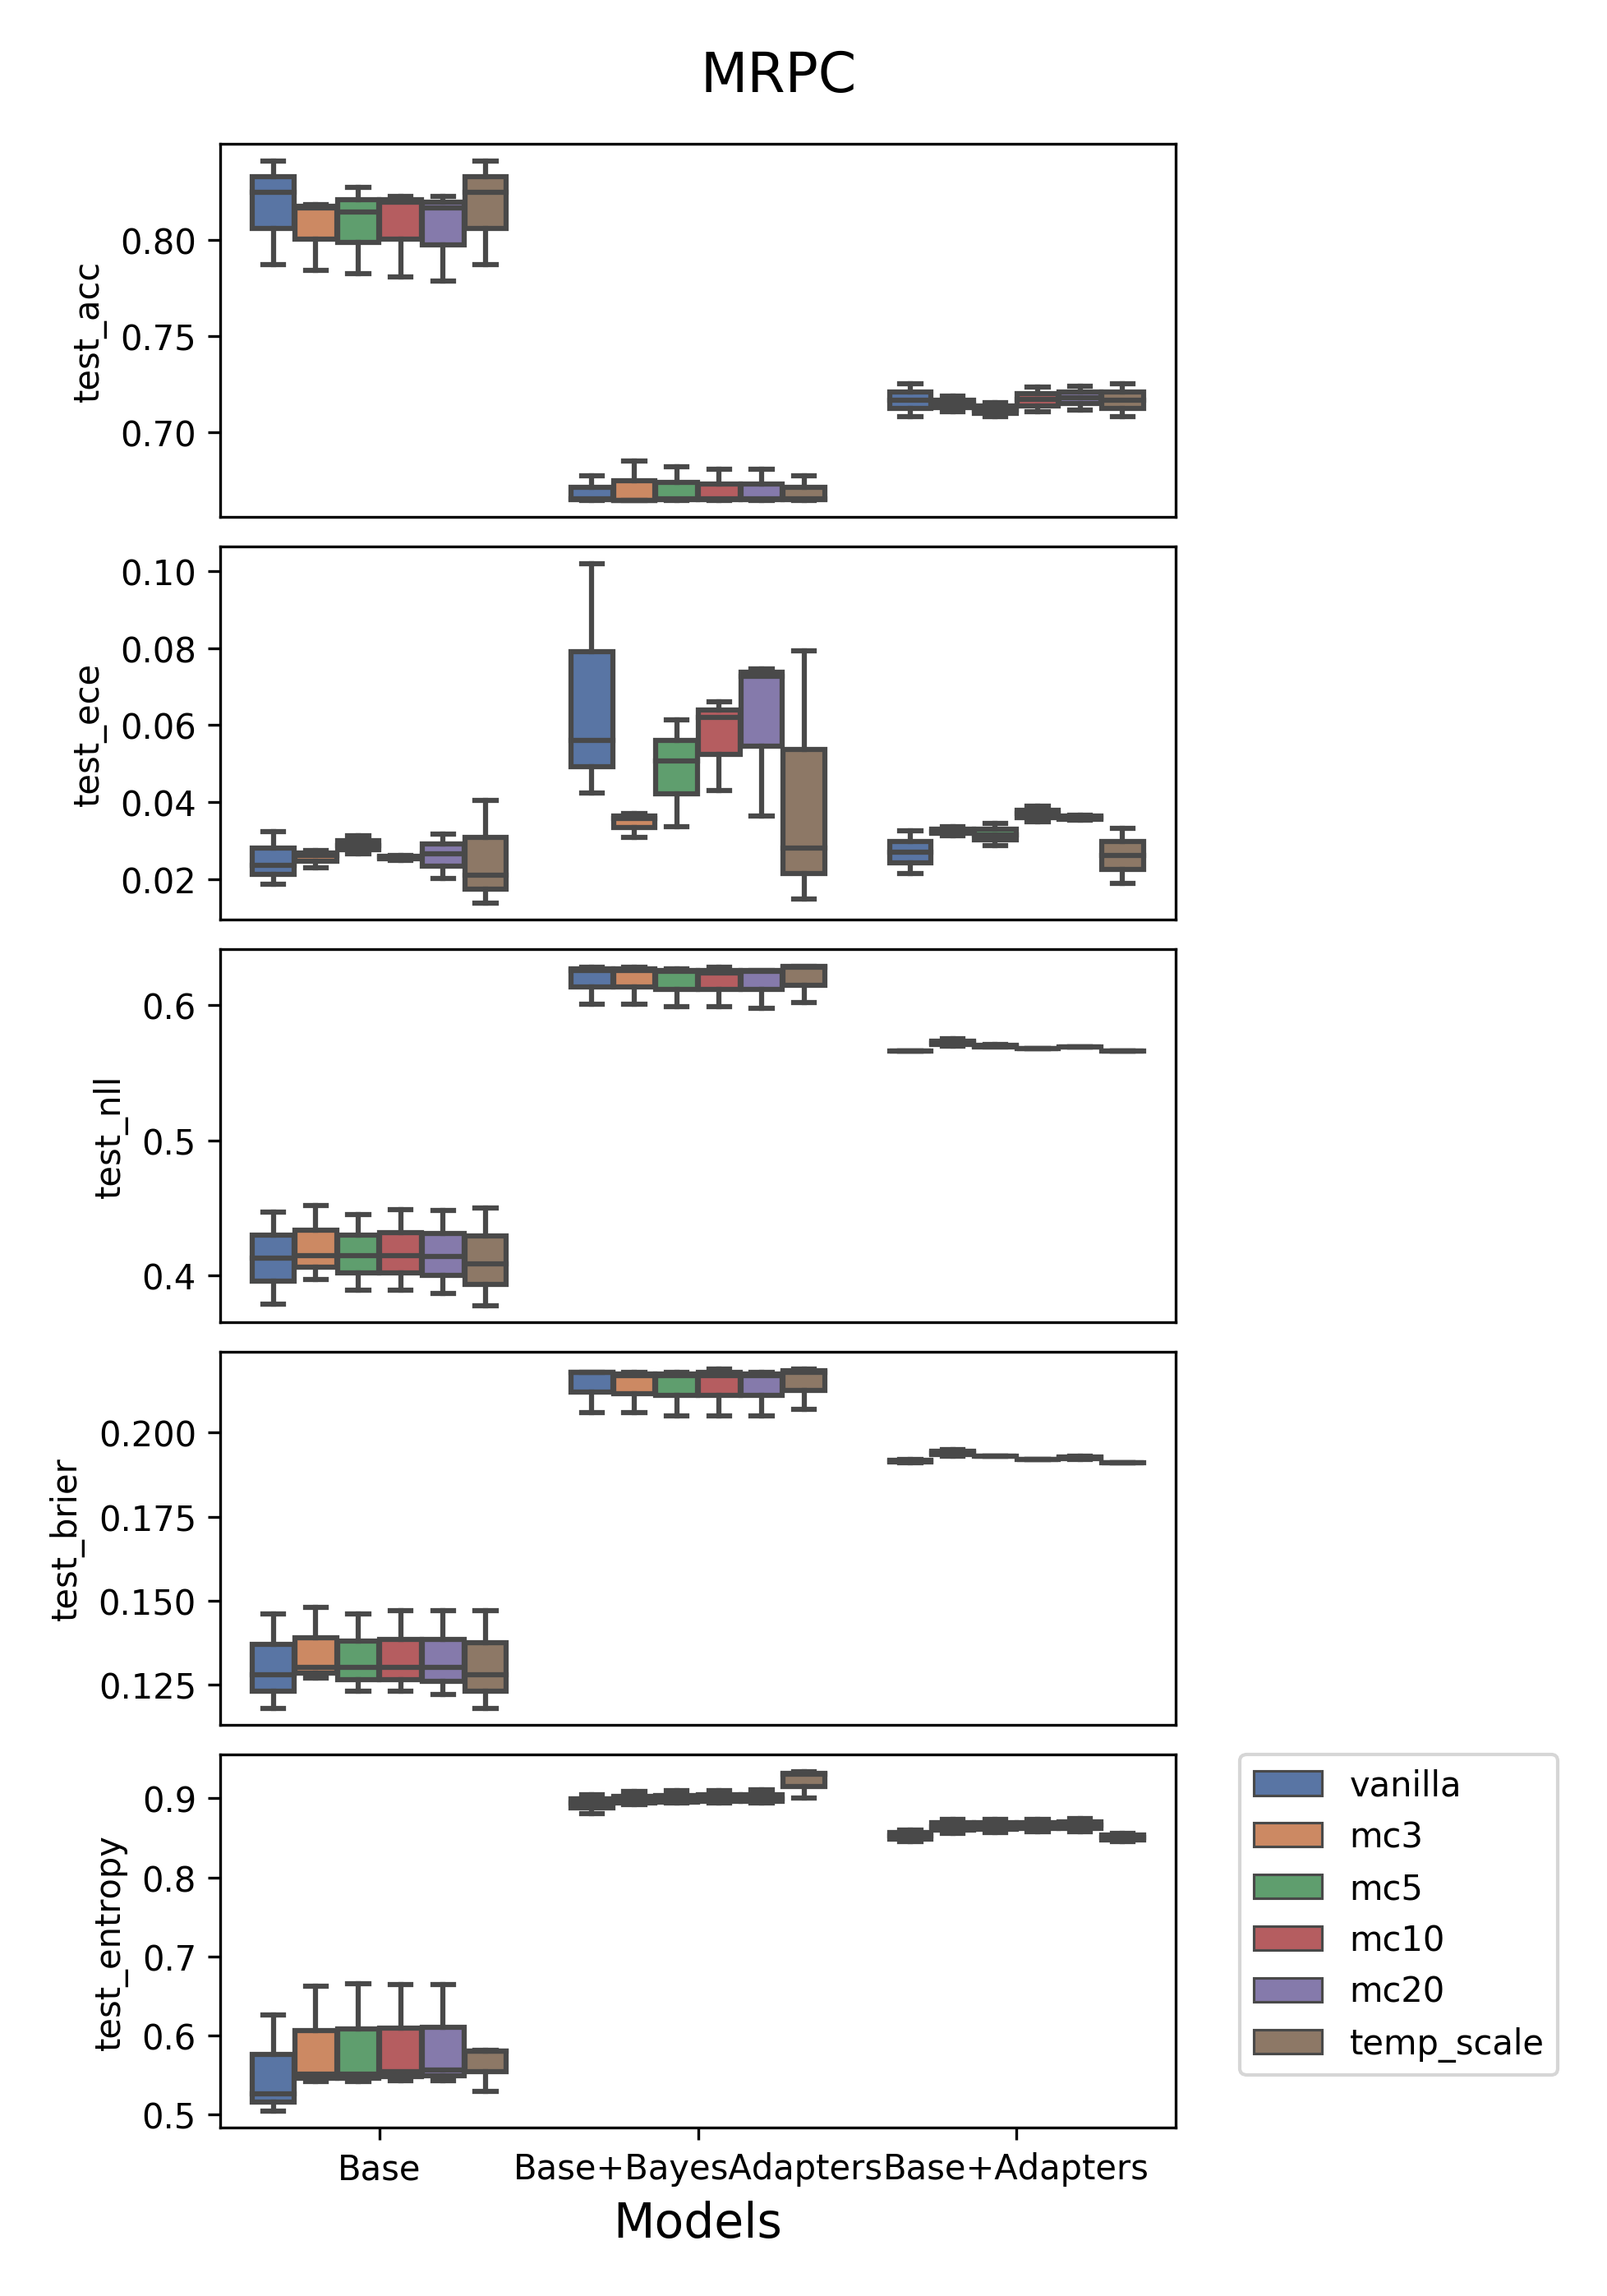 MRPC
0.80
0.75
0.70
test_acc
0.10
0.08
0.06
0.04
0.02
test_ece
0.6
0.5
0.4
test_nll
0.200
0.175
0.150
0.125
test_brier
0.9
0.8
0.7
0.6
0.5
test_entropy
vanilla
mc3
mc5
mc10
mc20
temp_scale
Base Base+BayesAdapters Base+Adapters
Models